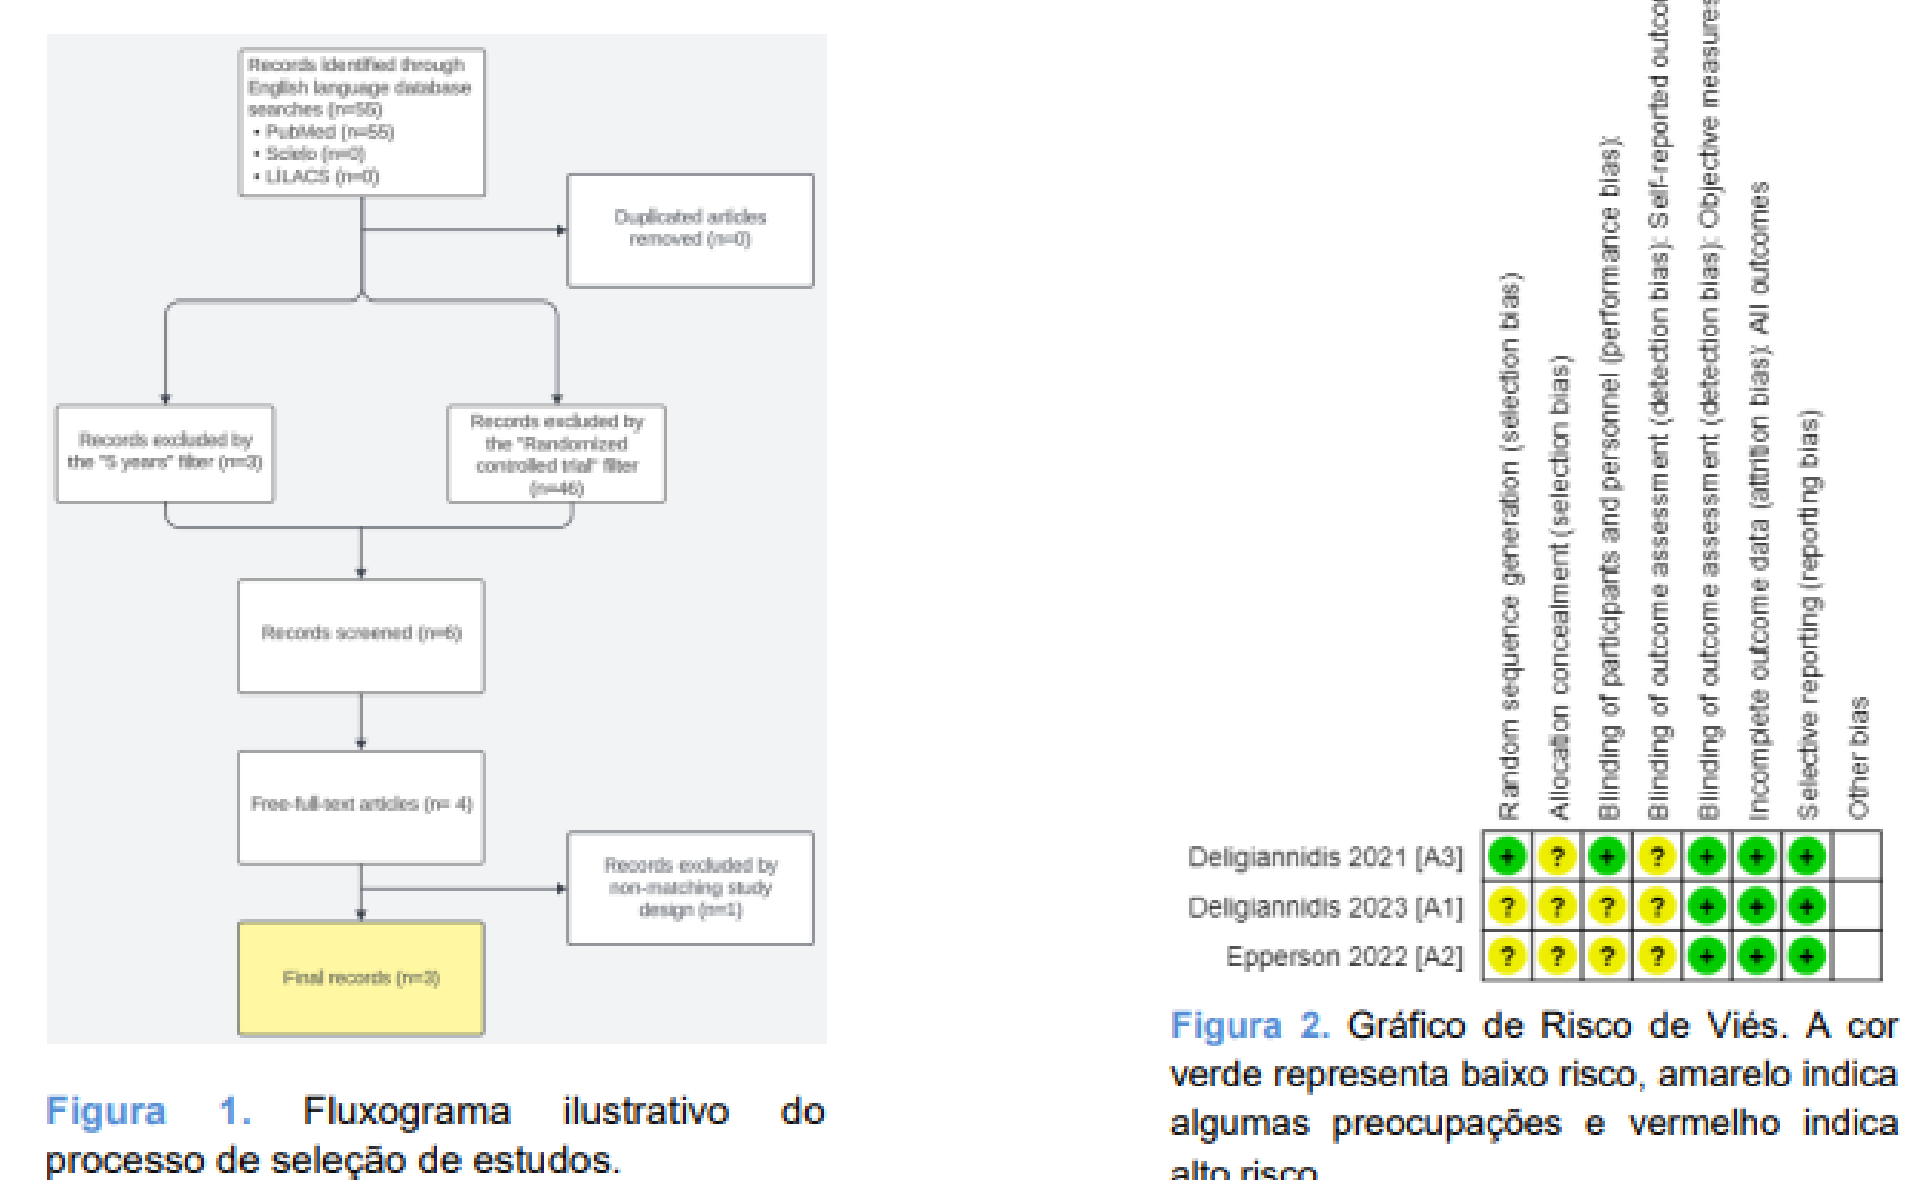 Records identified through
English language database
searches (n=55)
• PubMed (n=55)
• Scielo (n=0)
• LILACS (n=0)
Duplicated articles
removed (n=0)
Records excluded by
the "5 years" filter (n=3)
Records excluded by
the "Randomized
controlled trial" filter
(n=46)
Records screened (n=6)
Free-full-text articles (n= 4)
Records excluded by
non-matching study
design (n=1)
Final records (n=3)
Figura 1. Fluxograma ilustrativo do
processo de seleção de estudos.
Random sequence generation (selection bias)
Allocation concealment (selection bias)
Blinding of participants and personnel (performance bias):
Blinding of outcome assessment (detection bias): Self-reported
Blinding of outcome assessment (detection bias): Objective measures
Incomplete outcome data (attrition bias): All outcomes
Selective reporting (reporting bias)
Other bias
Deligiannidis 2021 [A3] + ? + ? + + +
Deligiannidis 2023 [A1] ? ? ? ? + + +
Epperson 2022 [A2] ? ? ? ? + + +
Figura 2. Gráfico de Risco de Viés. A cor
verde representa baixo risco, amarelo indica
algumas preocupações e vermelho indica
alto risco